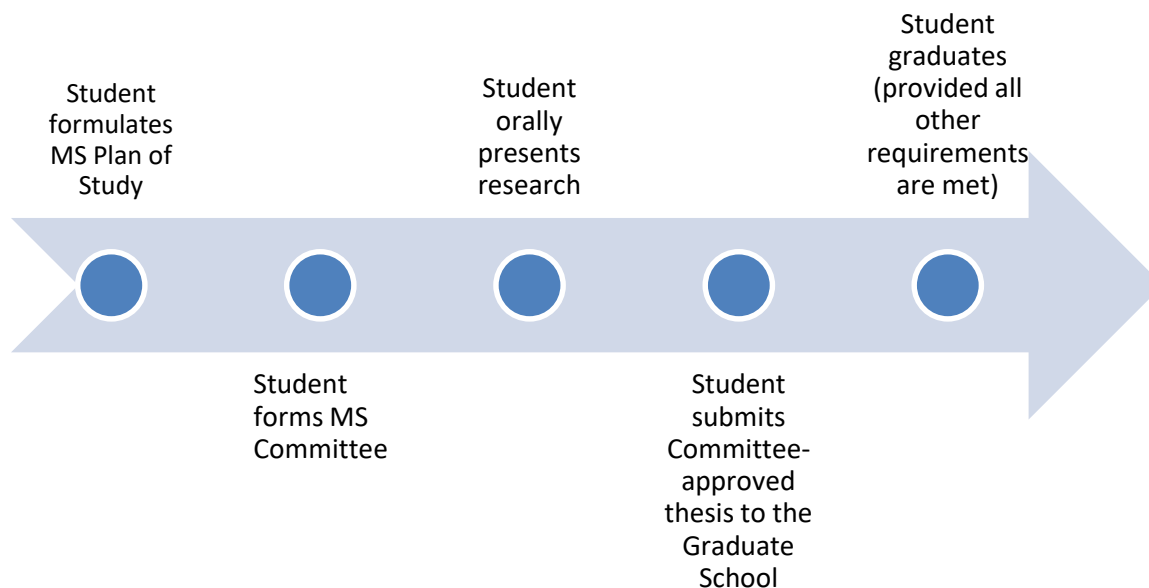 Student
formulates
MS Plan of
Study
Student
forms MS
Committee
Student
orally
presents
research
Student
submits
Committee-
approved
thesis to the
Graduate
School
Student
graduates
(provided all
other
requirements
are met)